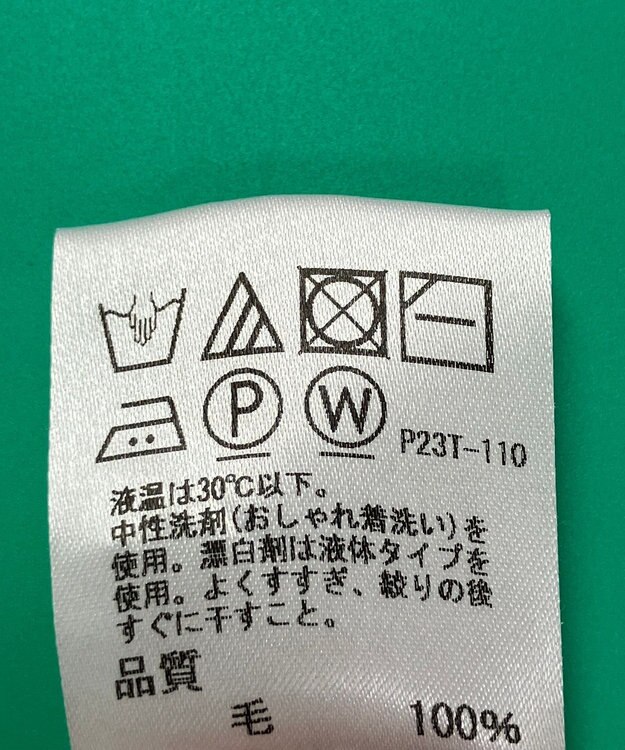 P W P23T-110
液温は30℃以下。
中性洗剤(おしゃれ着洗い)を
使用。漂白剤は液体タイプを
使用。よくすすぎ、絞りの後
すぐに干すこと。
品質
毛 100%